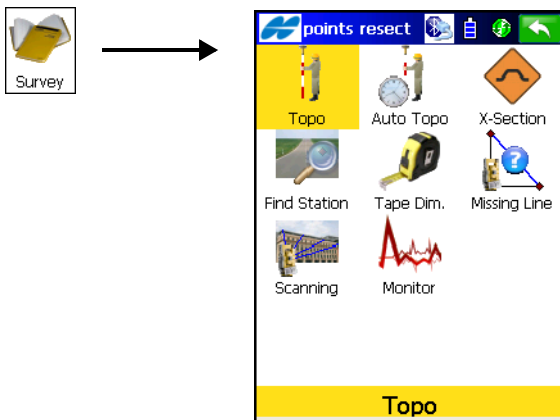 Survey
points resect
Topo
Auto Topo
X-Section
Find Station
Tape Dim.
Missing Line
Scanning
Monitor
Topo